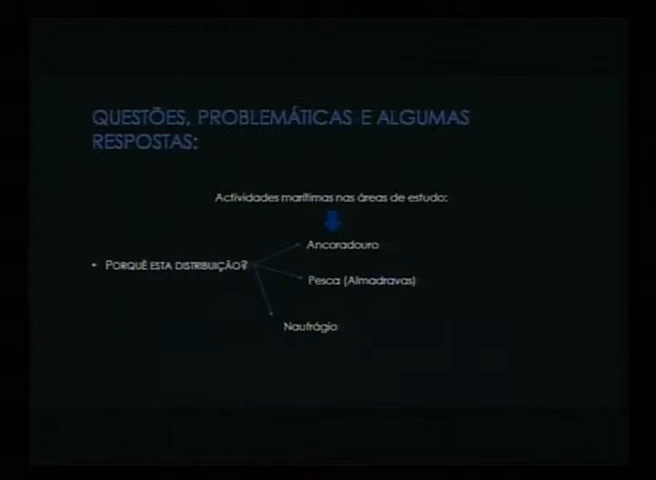 QUESTÕES, PROBLEMÁTICAS E ALGUMAS
RESPOSTAS:
Actividades marítimas nas áreas de estudo:
Ancoradouro
• PORQUÊ ESTA DISTRIBUIÇÃO?
Pesca (Almadravas)
Naufrágio